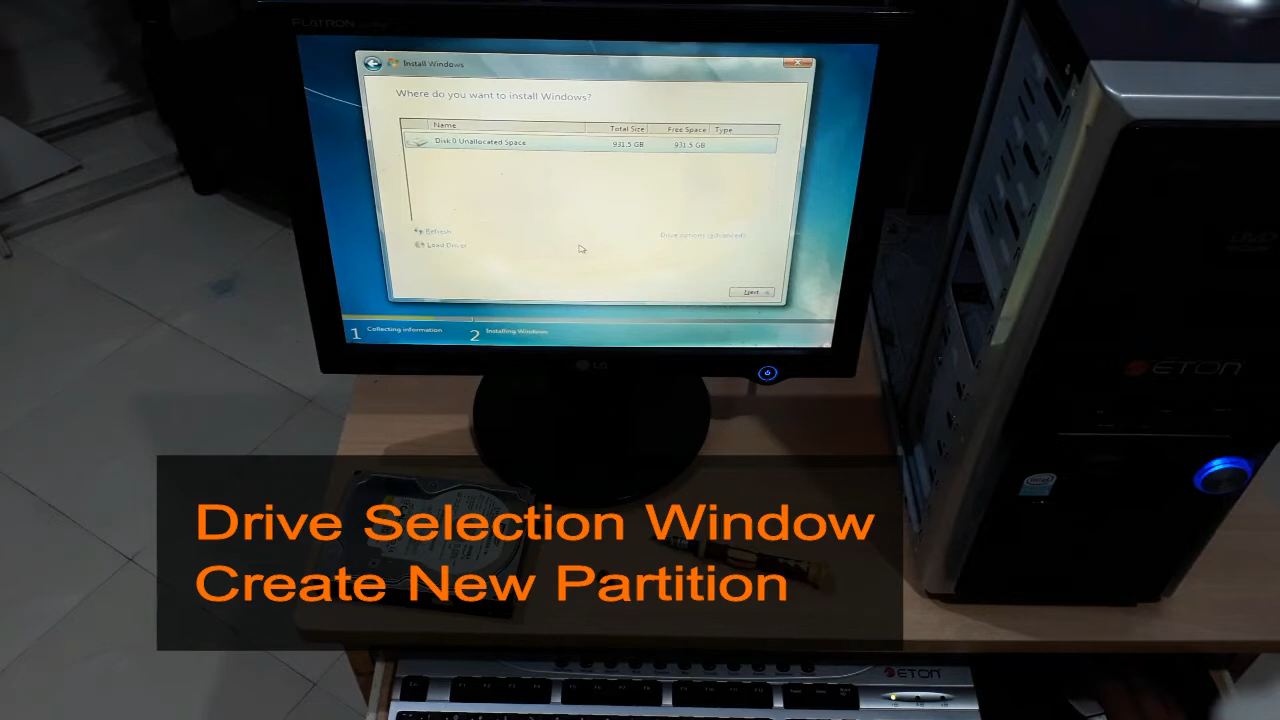 FLATRON
Install Windows
Where do you want to install Windows?
Name Total Size Free Space Type
Disk 0 Unallocated Space 931.5 GB 931.5 GB
Refresh
Drive options (advanced)
Load Driver
Next
1 Collecting information 2 Installing Windows
LG
ETON
Drive Selection Window
Create New Partition
ETON